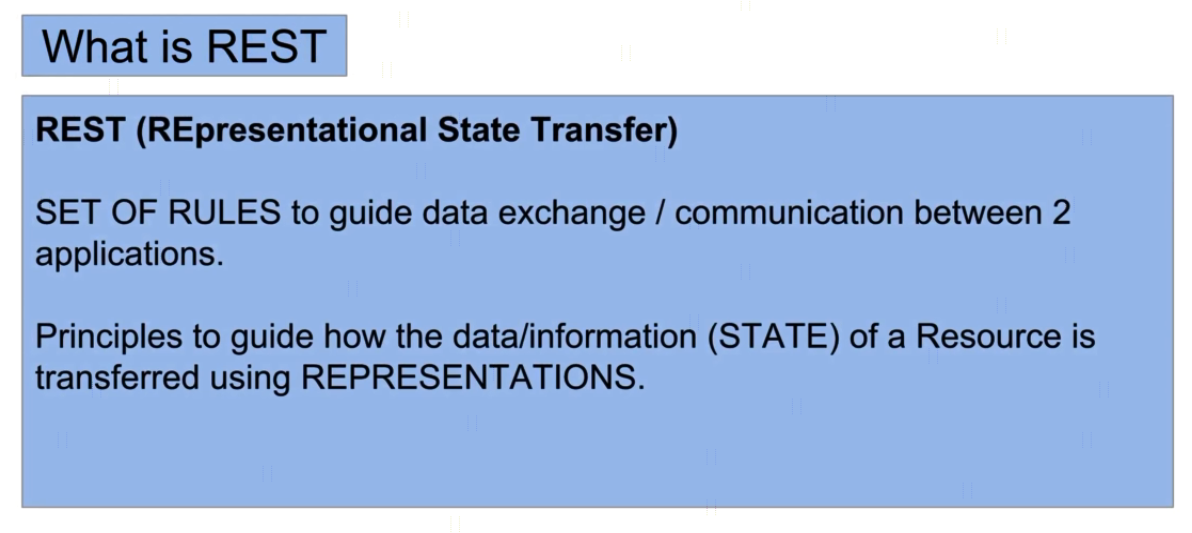 What is REST
REST (REpresentational State Transfer)
SET OF RULES to guide data exchange / communication between 2
applications.
Principles to guide how the data/information (STATE) of a Resource is
transferred using REPRESENTATIONS.